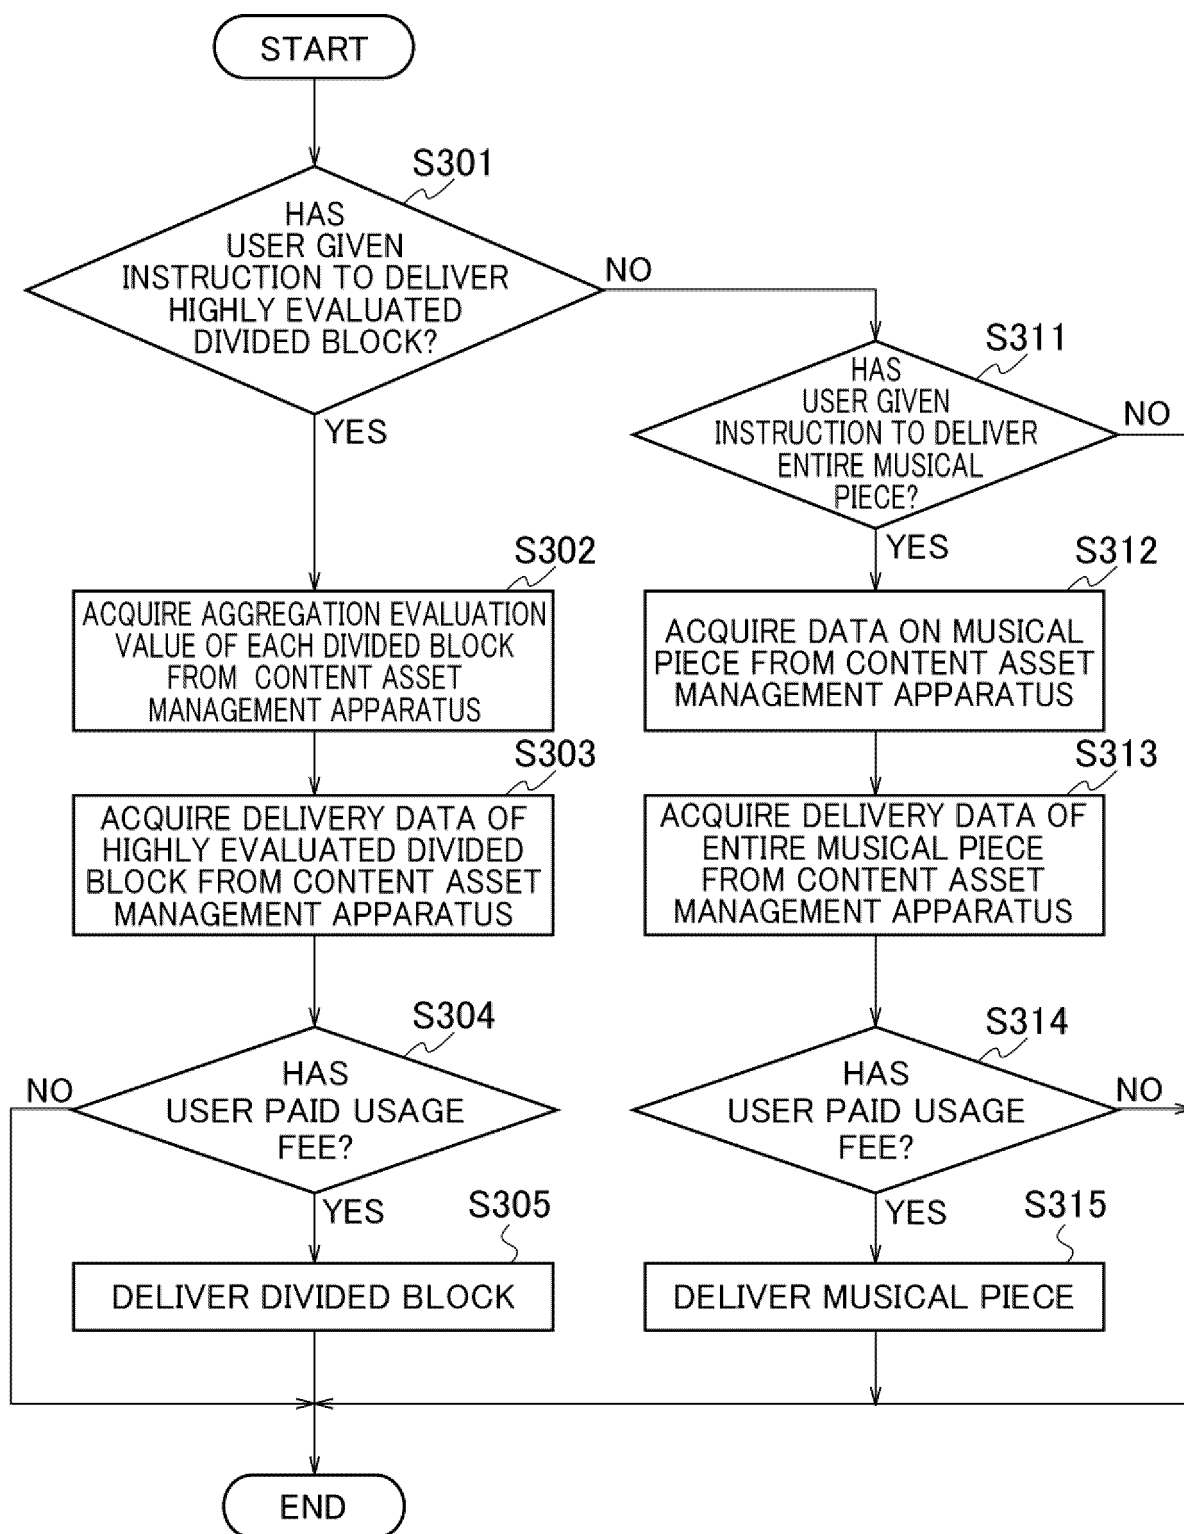 START
S301
HAS
USER GIVEN
INSTRUCTION TO DELIVER
HIGHLY EVALUATED
DIVIDED BLOCK?
NO
YES
S311
HAS
USER GIVEN
INSTRUCTION TO DELIVER
ENTIRE MUSICAL
PIECE?
NO
YES
S302
ACQUIRE AGGREGATION EVALUATION
VALUE OF EACH DIVIDED BLOCK
FROM CONTENT ASSET
MANAGEMENT APPARATUS
S312
ACQUIRE DATA ON MUSICAL
PIECE FROM CONTENT ASSET
MANAGEMENT APPARATUS
S303
ACQUIRE DELIVERY DATA OF
HIGHLY EVALUATED DIVIDED
BLOCK FROM CONTENT ASSET
MANAGEMENT APPARATUS
S313
ACQUIRE DELIVERY DATA OF
ENTIRE MUSICAL PIECE
FROM CONTENT ASSET
MANAGEMENT APPARATUS
S304
HAS
USER PAID USAGE
FEE?
NO
YES
S314
HAS
USER PAID USAGE
FEE?
NO
YES
S305
DELIVER DIVIDED BLOCK
S315
DELIVER MUSICAL PIECE
END